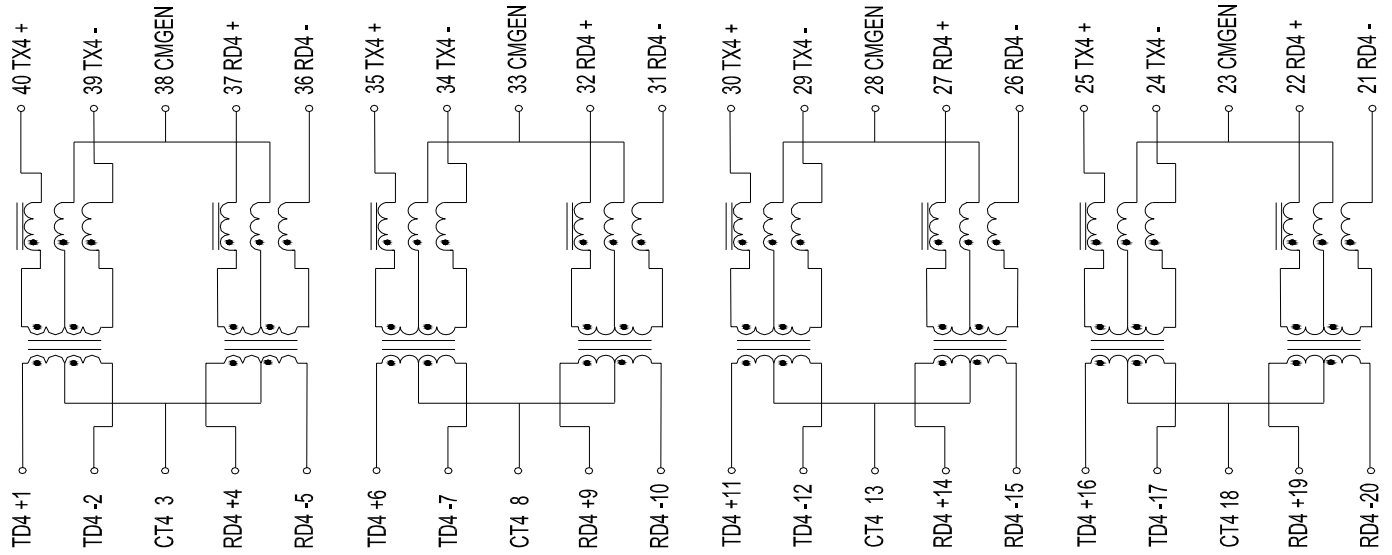 40 TX4 +
39 TX4 -
38 CMGEN
37 RD4 +
36 RD4 -
35 TX4 +
34 TX4 -
33 CMGEN
32 RD4 +
31 RD4 -
30 TX4 +
29 TX4 -
28 CMGEN
27 RD4 +
26 RD4 -
25 TX4 +
24 TX4 -
23 CMGEN
22 RD4 +
21 RD4 -
TD4 +1
TD4 -2
CT4 3
RD4 +4
RD4 -5
TD4 +6
TD4 -7
CT4 8
RD4 +9
RD4 -10
TD4 +11
TD4 -12
CT4 13
RD4 +14
RD4 -15
TD4 +16
TD4 -17
CT4 18
RD4 +19
RD4 -20